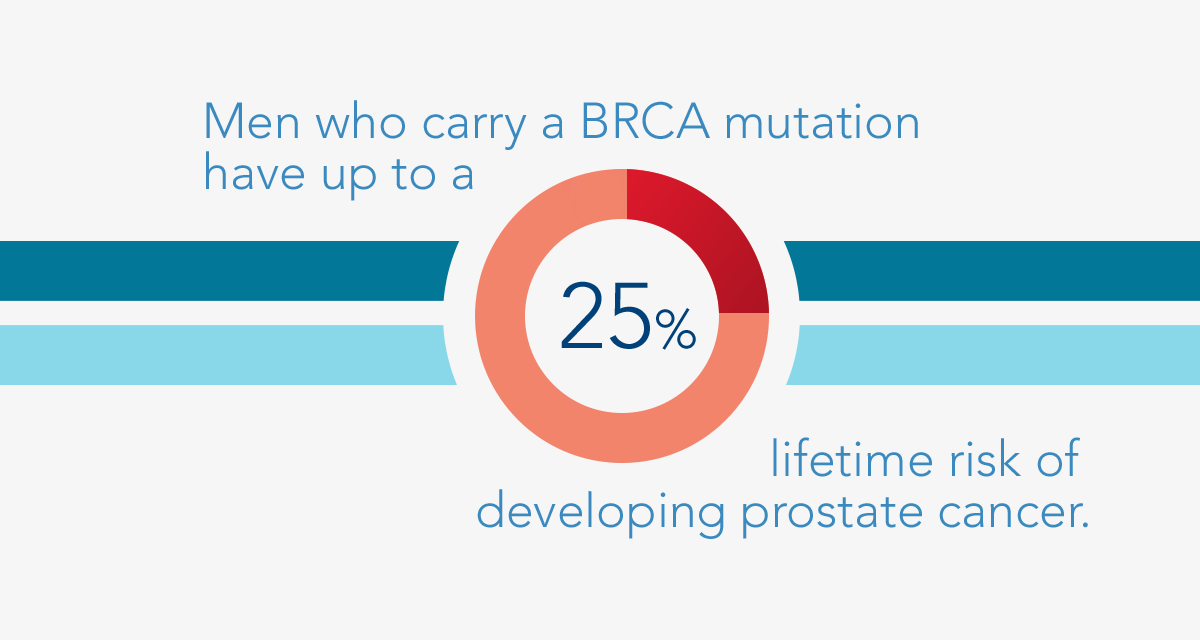 Men who carry a BRCA mutation
have up to a
25%
lifetime risk of
developing prostate cancer.